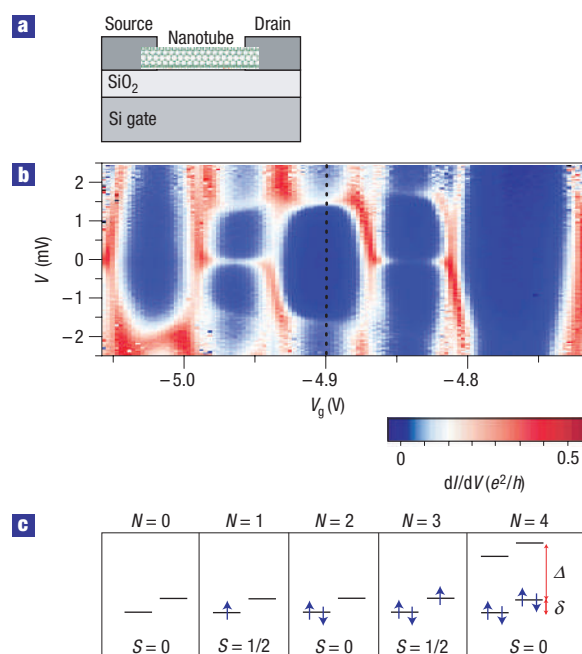 a
Source Drain
Nanotube
SiO2
Si gate
b
2
1
0
−1
−2
V (mV)
−5.0 −4.9 −4.8
Vg (V)
0 0.5
dI/dV (e²/h)
c
N = 0 N = 1 N = 2 N = 3 N = 4
Δ
δ
S = 0 S = 1/2 S = 0 S = 1/2 S = 0